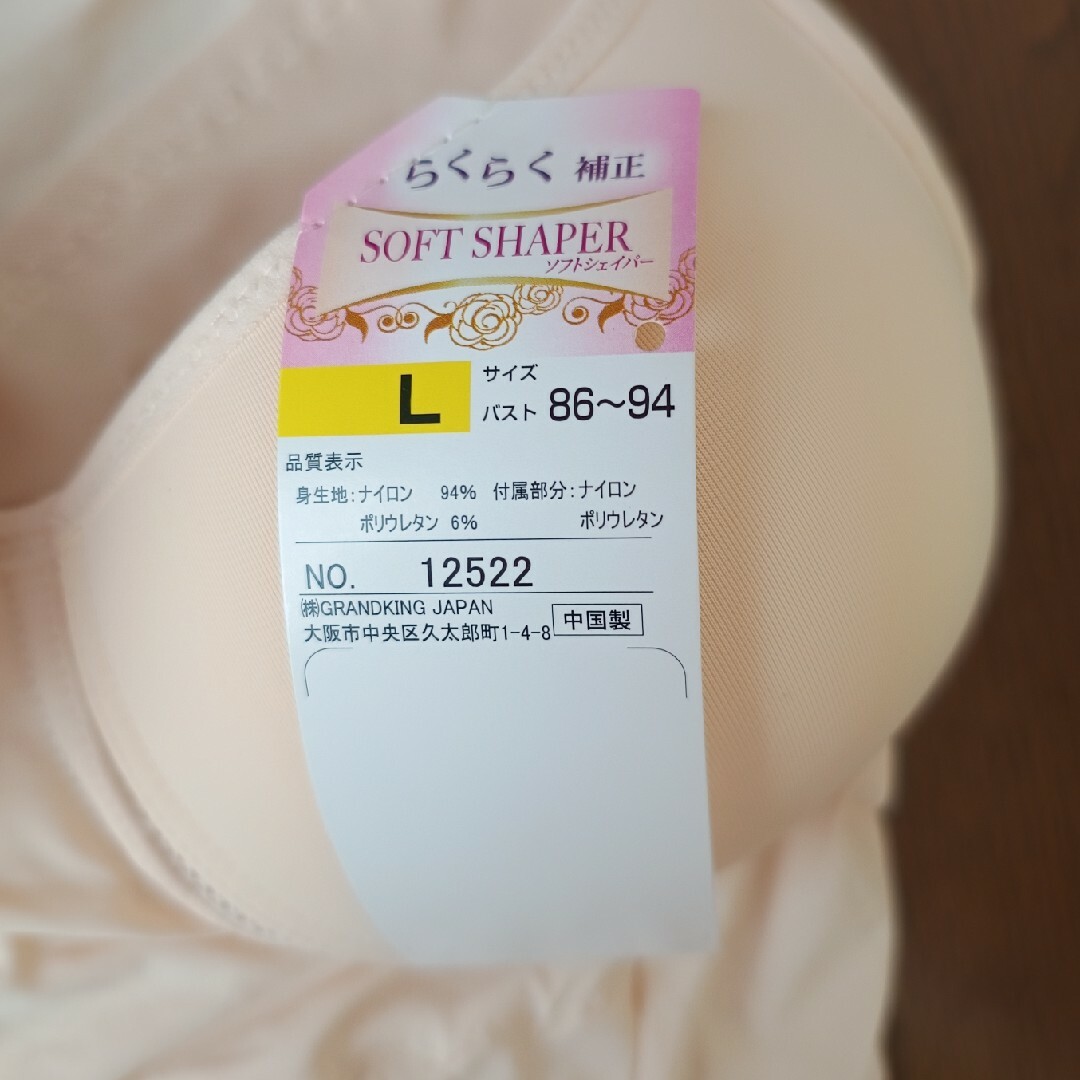 らくらく 補正
SOFT SHAPER
ソフトシェイパー
L
サイズ
バスト 86～94
品質表示
身生地:ナイロン 94% 付属部分:ナイロン
ポリウレタン 6% ポリウレタン
NO. 12522
㈱GRANDKING JAPAN
大阪市中央区久太郎町1-4-8 中国製